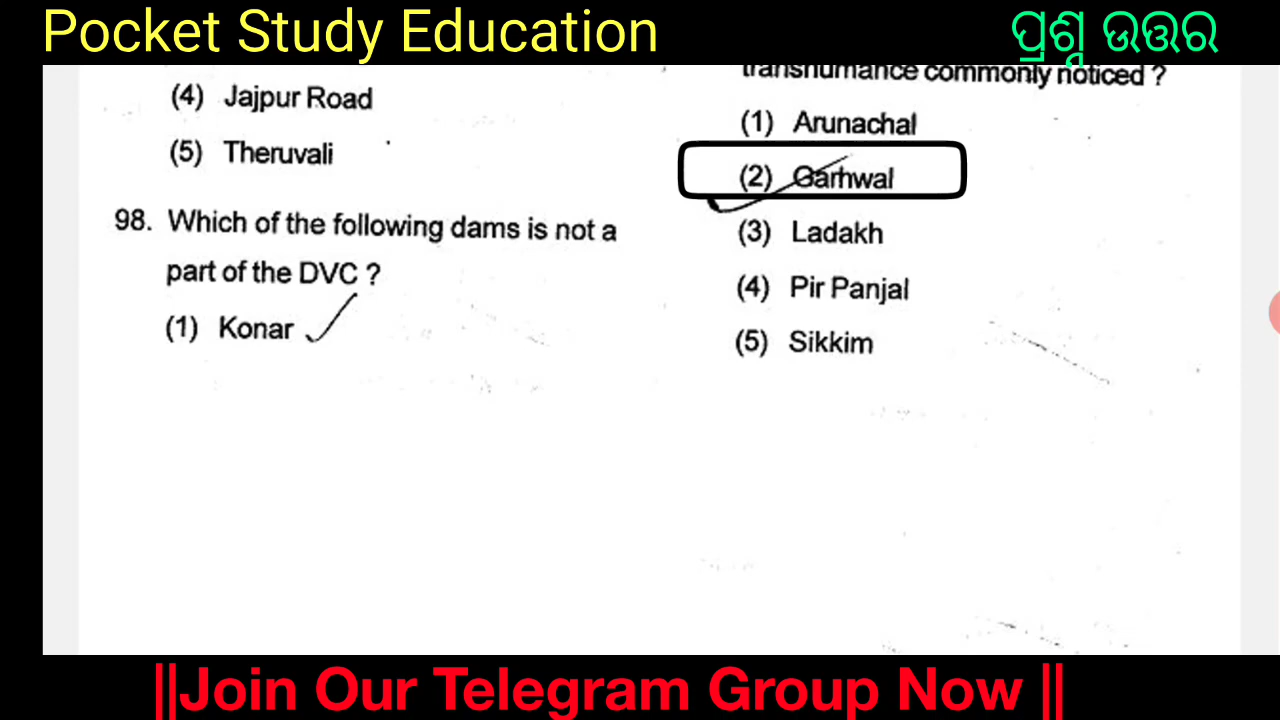 Pocket Study Education
ପ୍ରଶ୍ନ ଉତ୍ତର
(4) Jajpur Road
(5) Theruvali
98. Which of the following dams is not a
part of the DVC ?
(1) Konar
transhumance commonly noticed ?
(1) Arunachal
(2) Garhwal
(3) Ladakh
(4) Pir Panjal
(5) Sikkim
||Join Our Telegram Group Now ||